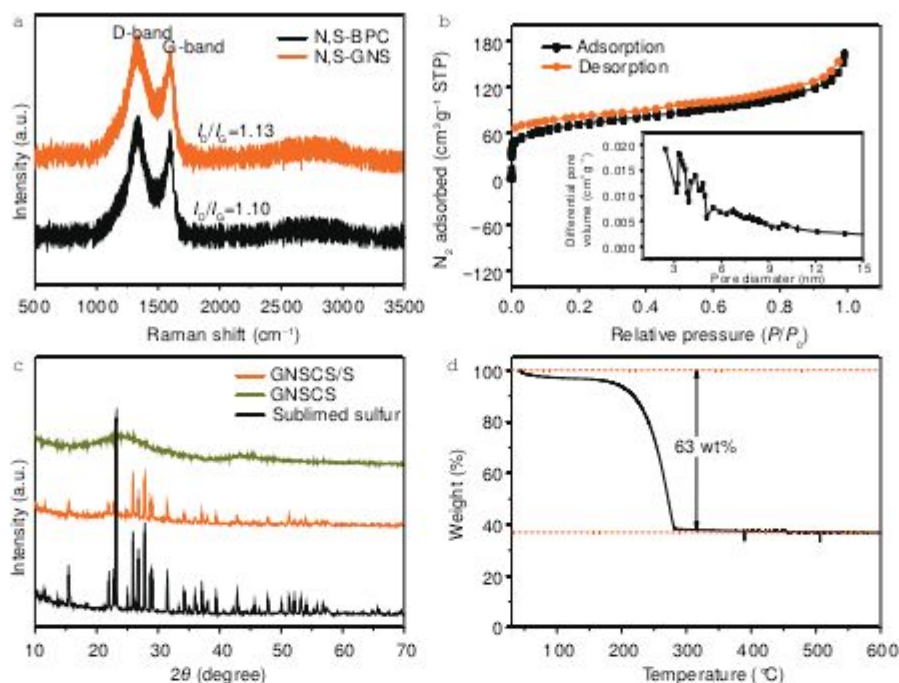 a
D-band
G-band
N,S-BPC
N,S-GNS
I_D/I_G=1.13
I_D/I_G=1.10
Intensity (a.u.)
500 1000 1500 2000 2500 3000 3500
Raman shift (cm⁻¹)
b
180
120
60
0
−60
−120
Adsorption
Desorption
N₂ adsorbed (cm³g⁻¹ STP)
0.020
0.015
0.010
0.005
0.000
Differential pore
volume (cm³g⁻¹)
3 6 9 12 15
Pore diamater (nm)
0.0 0.2 0.4 0.6 0.8 1.0
Relative pressure (P/P₀)
c
GNSCS/S
GNSCS
Sublimed sulfur
Intensity (a.u.)
10 20 30 40 50 60 70
2θ (degree)
d
100
80
60
40
20
0
63 wt%
Weight (%)
100 200 300 400 500 600
Temperature (°C)